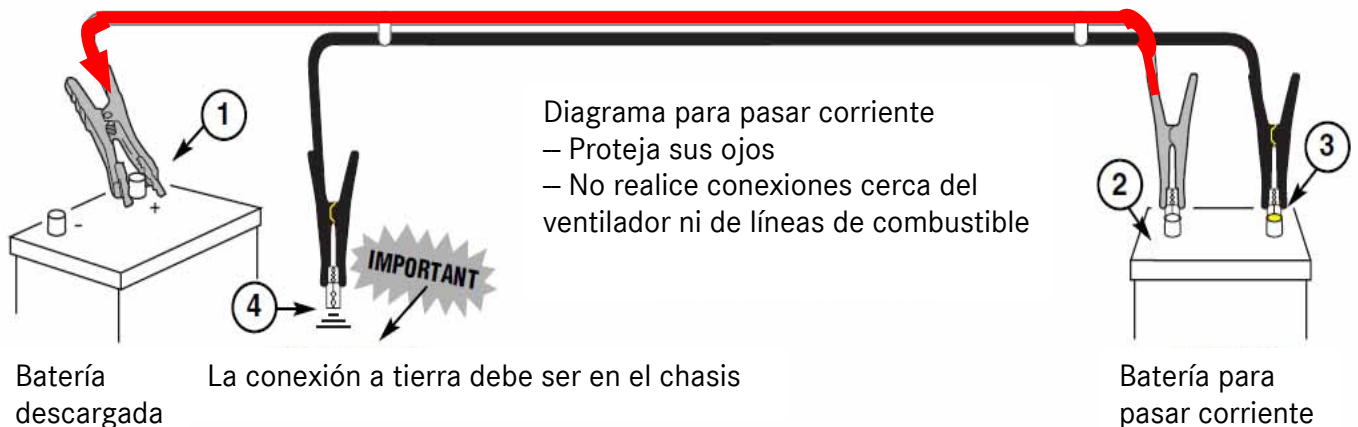 1
Diagrama para pasar corriente
– Proteja sus ojos
– No realice conexiones cerca del
ventilador ni de líneas de combustible
3
2
+
-
IMPORTANT
4
Batería
descargada
La conexión a tierra debe ser en el chasis
Batería para
pasar corriente